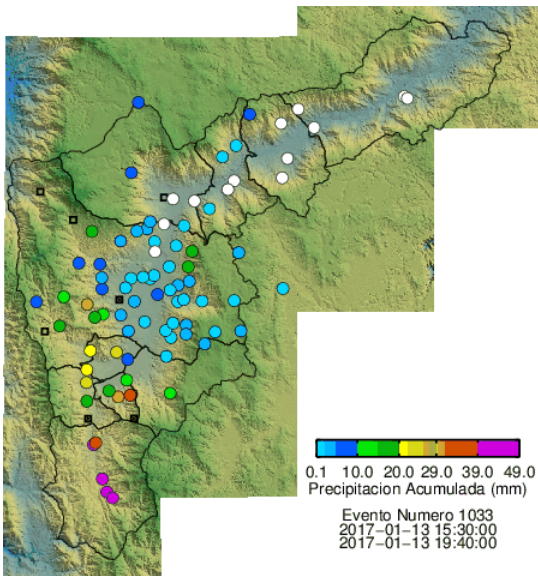 0.1 10.0 20.0 29.0 39.0 49.0
Precipitacion Acumulada (mm)
Evento Numero 1033
2017−01−13 15:30:00
2017−01−13 19:40:00